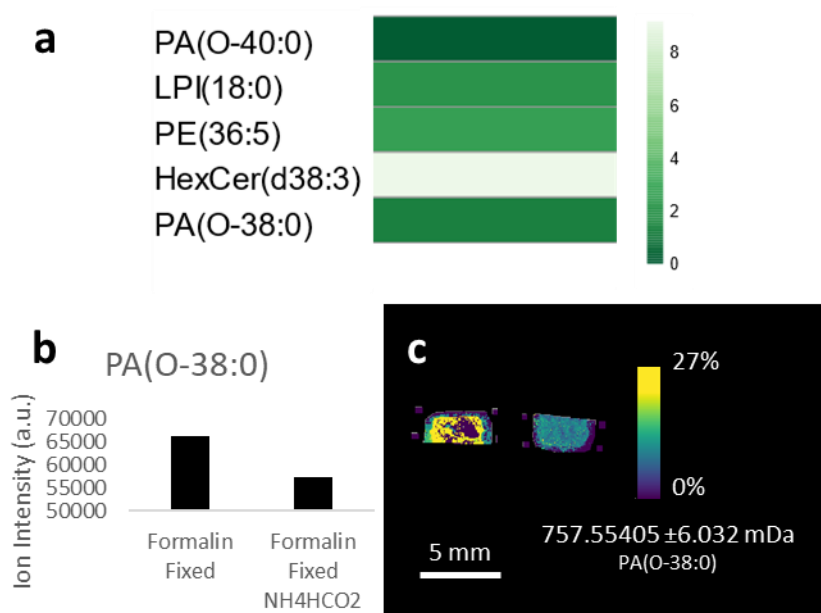 a
PA(O-40:0)
LPI(18:0)
PE(36:5)
HexCer(d38:3)
PA(O-38:0)
8
6
4
2
0
b
PA(O-38:0)
Ion Intensity (a.u.)
70000
65000
60000
55000
50000
Formalin
Fixed
Formalin
Fixed
NH4HCO2
c
27%
0%
5 mm
757.55405 ±6.032 mDa
PA(O-38:0)